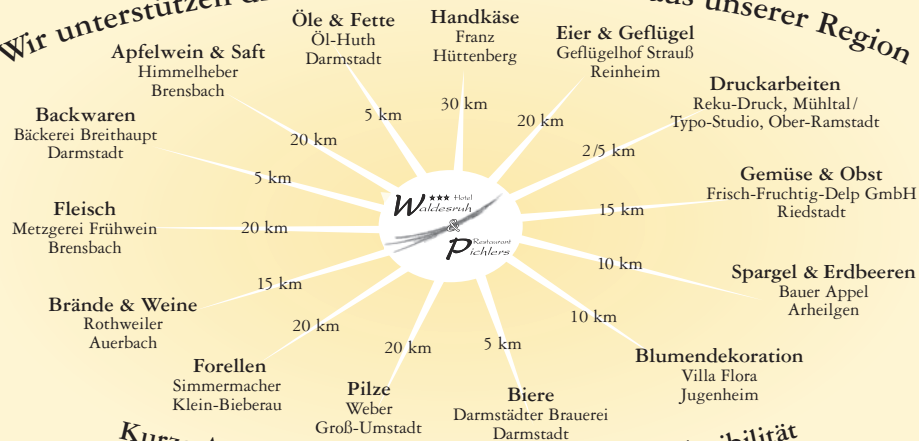 Wir unterstützen
unserer Region
Öle & Fette
Öl-Huth
Darmstadt
5 km
Handkäse
Franz
Hüttenberg
30 km
Eier & Geflügel
Geflügelhof Strauß
Reinheim
20 km
Druckarbeiten
Reku-Druck, Mühltal/
Typo-Studio, Ober-Ramstadt
2/5 km
Gemüse & Obst
Frisch-Fruchtig-Delp GmbH
Riedstadt
15 km
Spargel & Erdbeeren
Bauer Appel
Arheilgen
10 km
Blumendekoration
Villa Flora
Jugenheim
10 km
Biere
Darmstädter Brauerei
Darmstadt
5 km
Pilze
Weber
Groß-Umstadt
20 km
Forellen
Simmermacher
Klein-Bieberau
20 km
Brände & Weine
Rothweiler
Auerbach
15 km
Fleisch
Metzgerei Frühwein
Brensbach
20 km
Backwaren
Bäckerei Breithaupt
Darmstadt
5 km
Apfelwein & Saft
Himmelheber
Brensbach
20 km
*** Hotel
Waldesruh
&
Restaurant
Pichlers